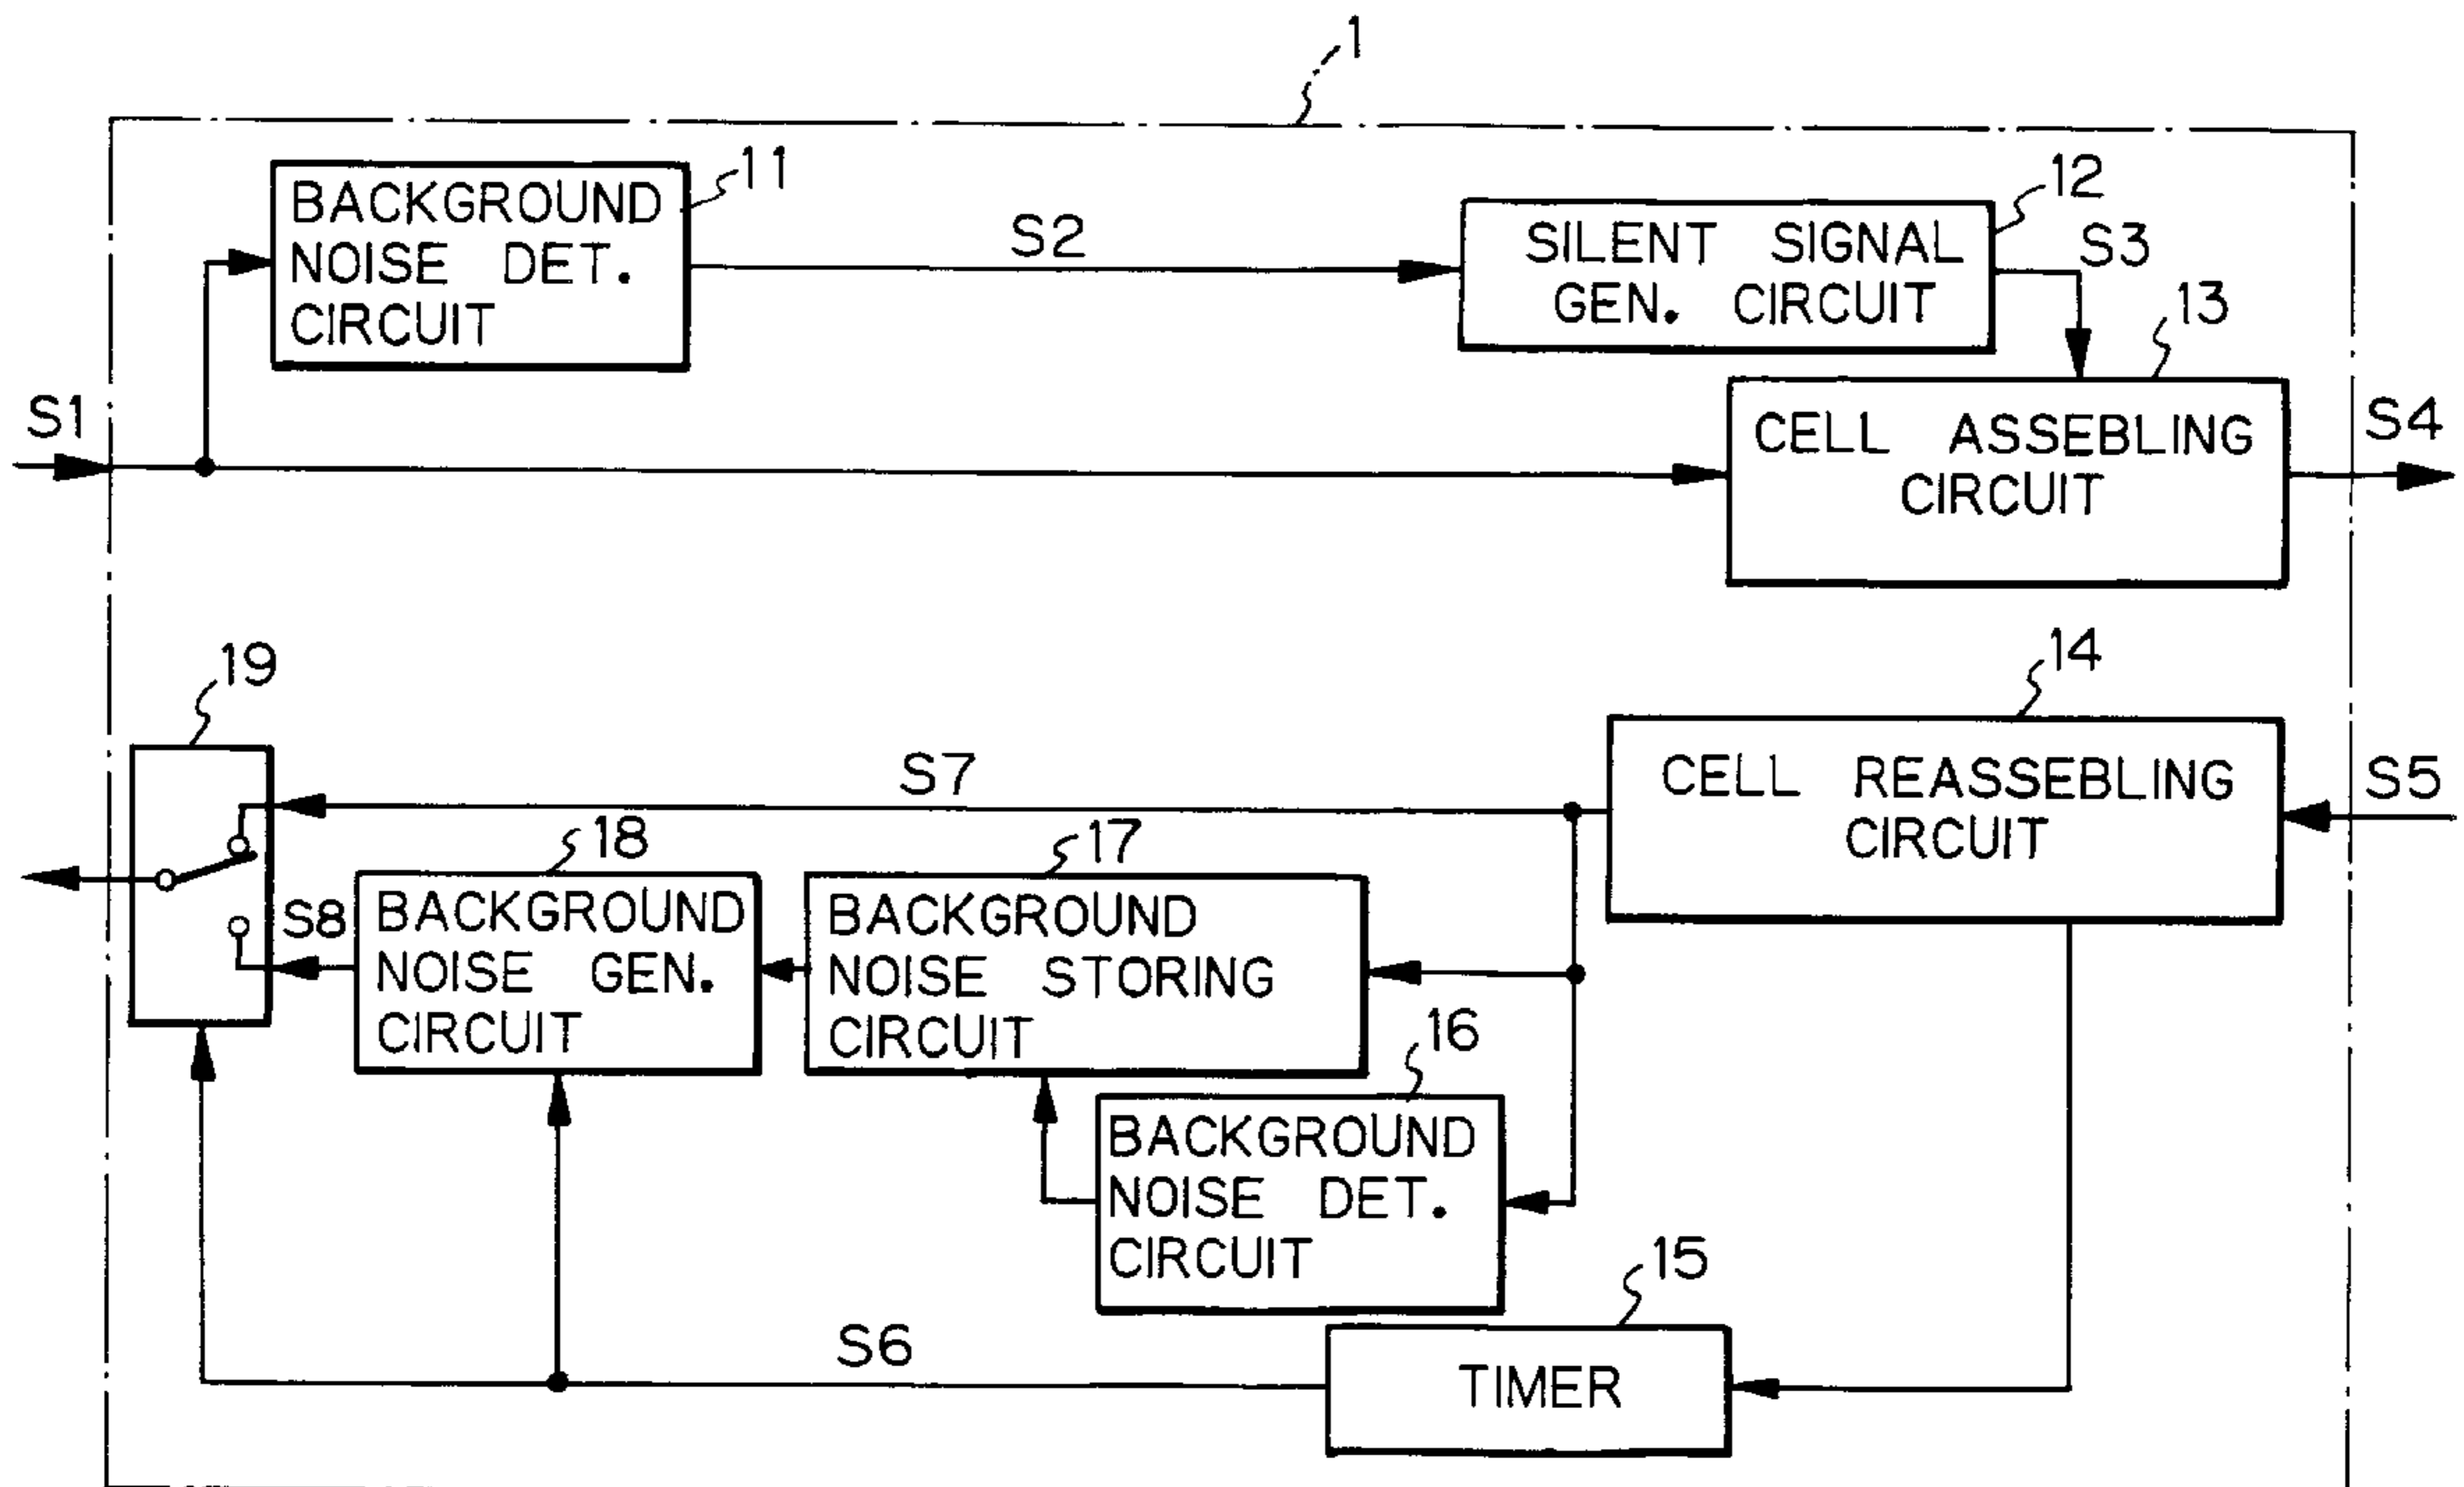 1
BACKGROUND
NOISE DET.
CIRCUIT
11
S2
SILENT SIGNAL
GEN. CIRCUIT
12
S3
13
S1
CELL ASSEBLING
CIRCUIT
S4
19
14
S7
CELL REASSEBLING
CIRCUIT
S5
18
17
S8
BACKGROUND
NOISE GEN.
CIRCUIT
BACKGROUND
NOISE STORING
CIRCUIT
16
BACKGROUND
NOISE DET.
CIRCUIT
15
S6
TIMER